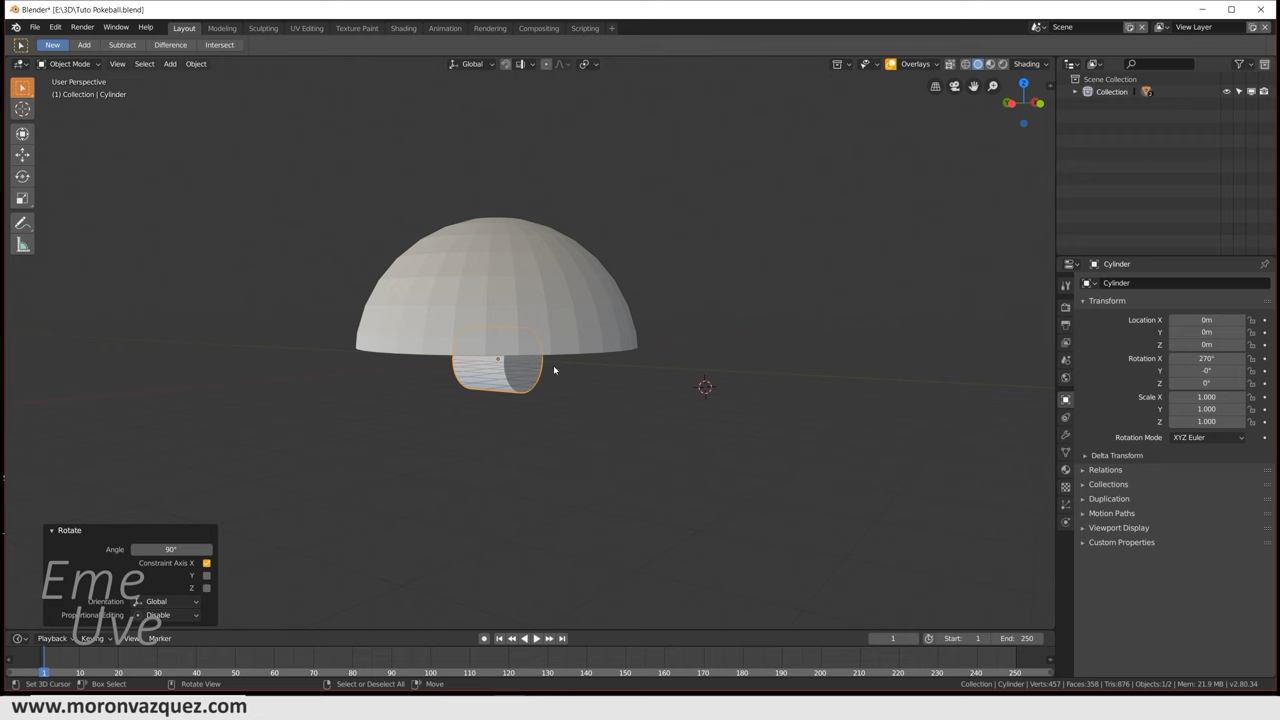 Blender* [E:\3D\Tuto Pokeball.blend]
File Edit Render Window Help Layout Modeling Sculpting UV Editing Texture Paint Shading Animation Rendering Compositing Scripting + Scene View Layer
New Add Subtract Difference Intersect
Object Mode View Select Add Object Global Overlays Shading
User Perspective
(1) Collection | Cylinder
Z
Scene Collection
Collection 2
Cylinder
Cylinder
Transform
Location X 0m
Y 0m
Z 0m
Rotation X 270°
Y -0°
Z 0°
Scale X 1.000
Y 1.000
Z 1.000
Rotation Mode XYZ Euler
Delta Transform
Relations
Collections
Duplication
Motion Paths
Viewport Display
Custom Properties
Rotate
Angle 90°
Constraint Axis X
Y
Z
Orientation Global
Proportional Editing Disable
Eme
Uve
Playback Keying View Marker 1 Start: 1 End: 250
1 10 20 30 40 50 60 70 80 90 100 110 120 130 140 150 160 170 180 190 200 210 220 230 240 250
Set 3D Cursor Box Select Rotate View Select or Deselect All Move Collection | Cylinder | Verts:457 | Faces:358 | Tris:876 | Objects:1/2 | Mem: 21.9 MB | v2.80.34
www.moronvazquez.com